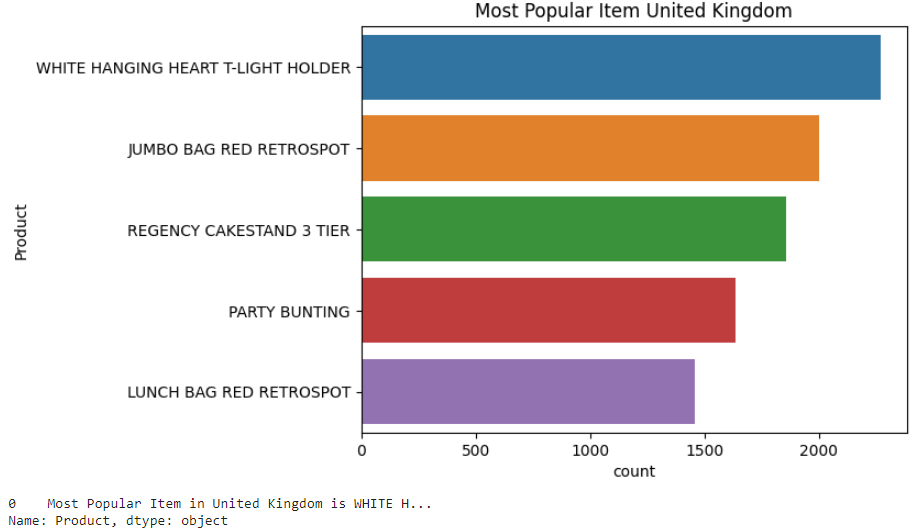 Most Popular Item United Kingdom
WHITE HANGING HEART T-LIGHT HOLDER
JUMBO BAG RED RETROSPOT
REGENCY CAKESTAND 3 TIER
PARTY BUNTING
LUNCH BAG RED RETROSPOT
Product
0 500 1000 1500 2000
count
0    Most Popular Item in United Kingdom is WHITE H...
Name: Product, dtype: object